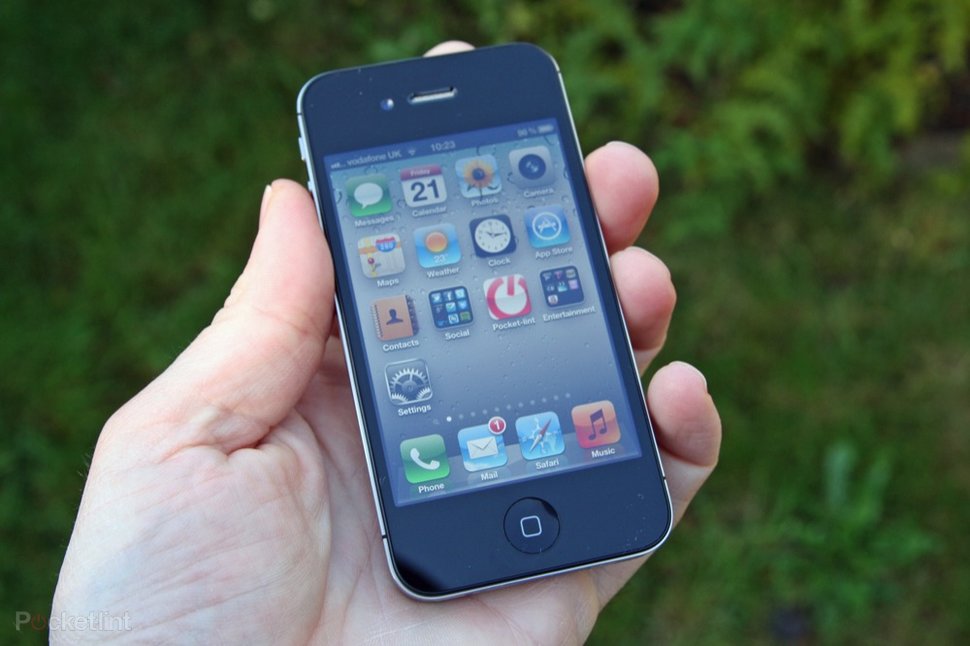 vodafone UK 10:23 90 %
Friday
21
Messages Calendar Photos Camera
280
23°
Maps Weather Clock App Store
Contacts Social Pocket-lint Entertainment
Settings
1
Phone Mail Safari Music
Pocketlint